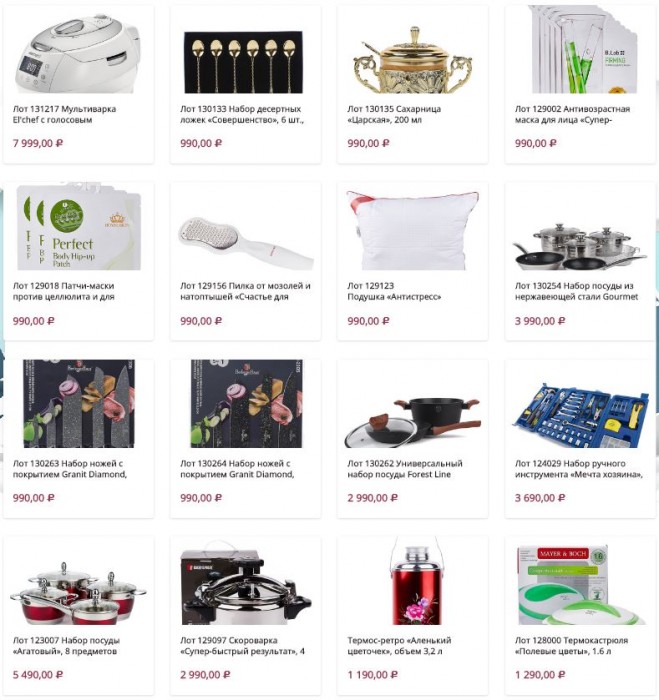 Лот 131217 Мультиварка
El'chef с голосовым
7 999,00 ₽
Лот 130133 Набор десертных
ложек «Совершенство», 6 шт.,
990,00 ₽
Лот 130135 Сахарница
«Царская», 200 мл
990,00 ₽
FIRMING
Лот 129002 Антивозрастная
маска для лица «Супер-
990,00 ₽
Perfect
Body Hip-up
Patch
Лот 129018 Патчи-маски
против целлюлита и для
990,00 ₽
Лот 129156 Пилка от мозолей и
натоптышей «Счастье для
990,00 ₽
Лот 129123
Подушка «Антистресс»
990,00 ₽
Лот 130254 Набор посуды из
нержавеющей стали Gourmet
3 990,00 ₽
Лот 130263 Набор ножей с
покрытием Granit Diamond,
990,00 ₽
Лот 130264 Набор ножей с
покрытием Granit Diamond,
990,00 ₽
Лот 130262 Универсальный
набор посуды Forest Line
2 990,00 ₽
Лот 124029 Набор ручного
инструмента «Мечта хозяина»,
3 690,00 ₽
Лот 123007 Набор посуды
«Агатовый», 8 предметов
5 490,00 ₽
Лот 129097 Скороварка
«Супер-быстрый результат», 4
2 990,00 ₽
Термос-ретро «Аленький
цветочек», объем 3,2 л
1 190,00 ₽
MAYER & BOCH
Лот 128000 Термокастрюля
«Полевые цветы», 1.6 л
1 290,00 ₽